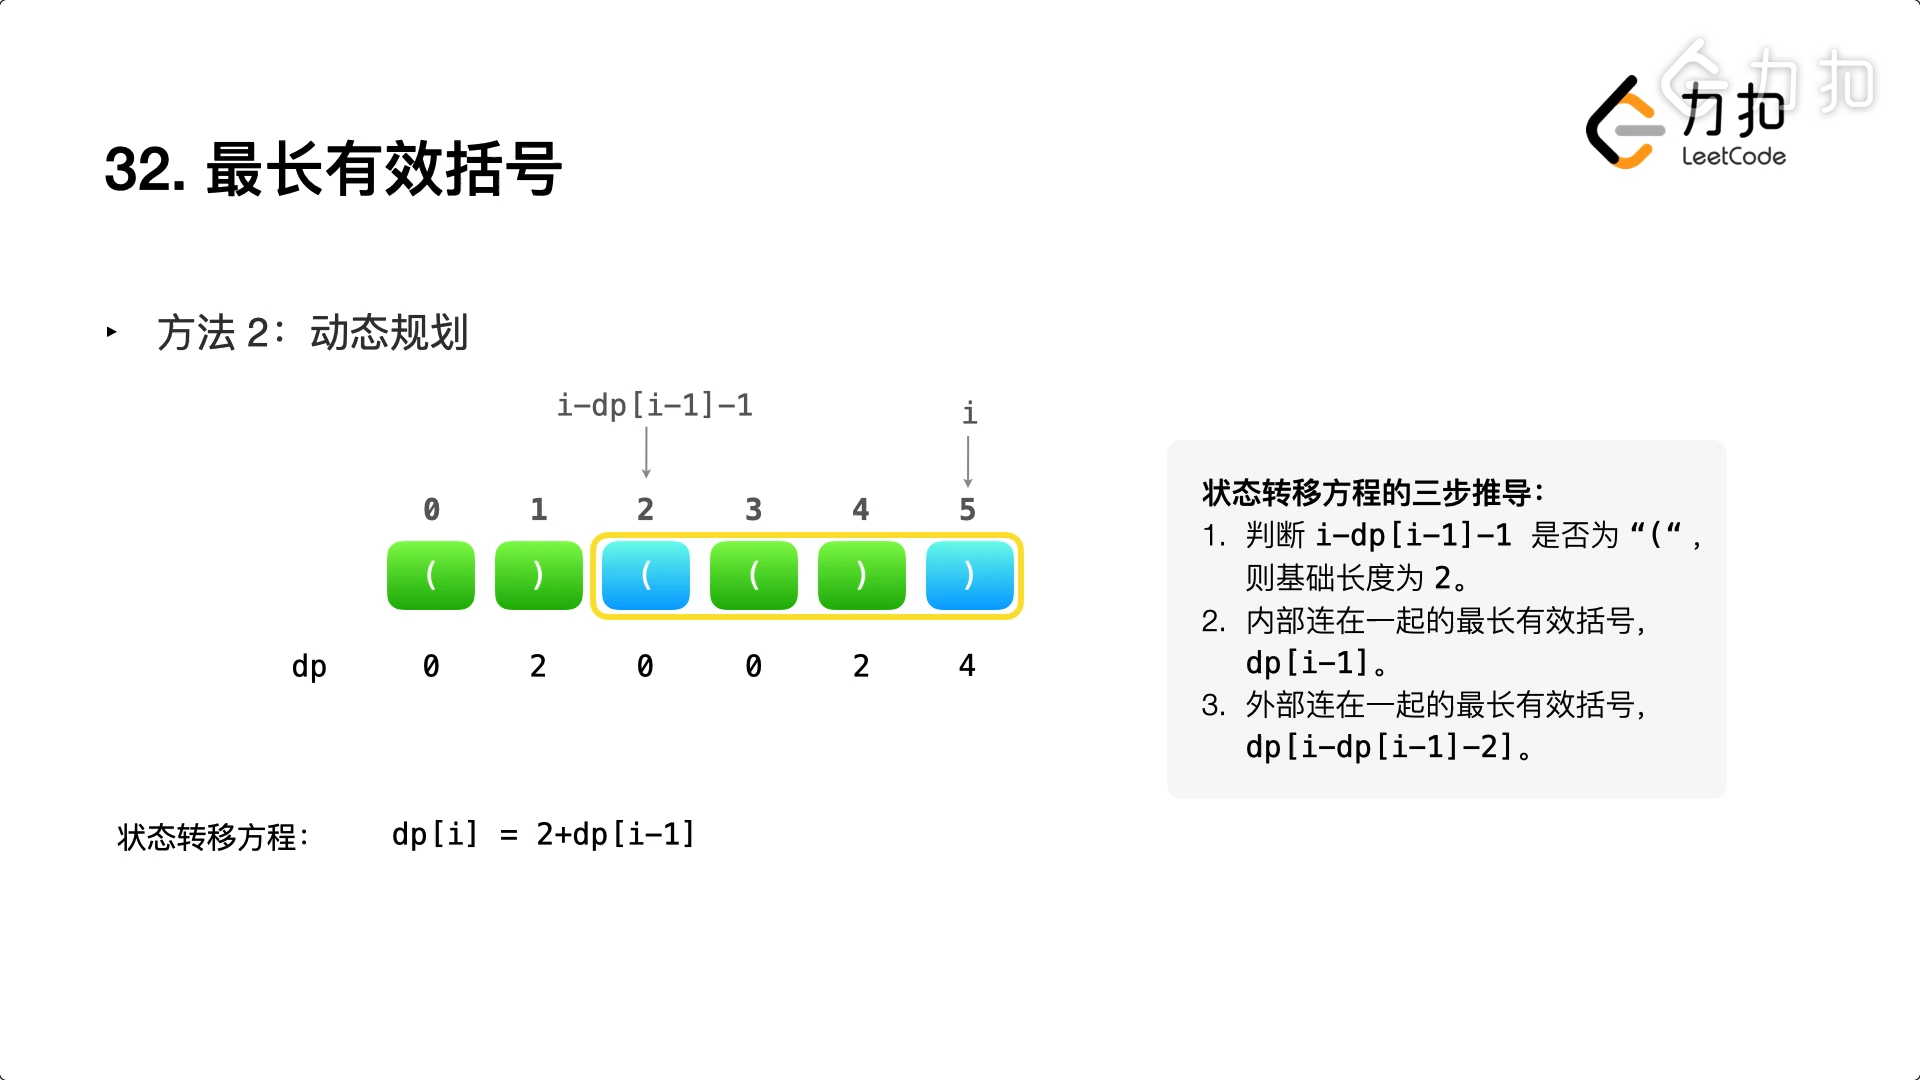 力扣
力扣
LeetCode
32. 最长有效括号
▸ 方法 2：动态规划
i-dp[i-1]-1 i
0 1 2 3 4 5
( ) ( ( ) )
dp 0 2 0 0 2 4
状态转移方程： dp[i] = 2+dp[i-1]
状态转移方程的三步推导：
1. 判断 i-dp[i-1]-1 是否为 “(“ ，
则基础长度为 2。
2. 内部连在一起的最长有效括号，
dp[i-1]。
3. 外部连在一起的最长有效括号，
dp[i-dp[i-1]-2]。